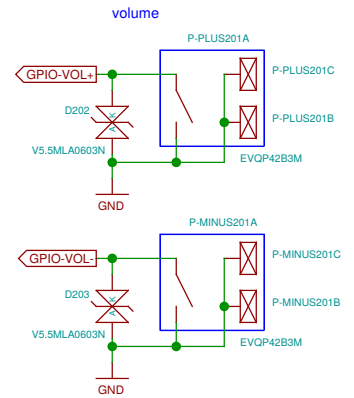 volume
P-PLUS201A
GPIO-VOL+
P-PLUS201C
D202
A K
P-PLUS201B
V5.5MLA0603N
EVQP42B3M
GND
P-MINUS201A
GPIO-VOL-
P-MINUS201C
D203
A K
P-MINUS201B
V5.5MLA0603N
EVQP42B3M
GND